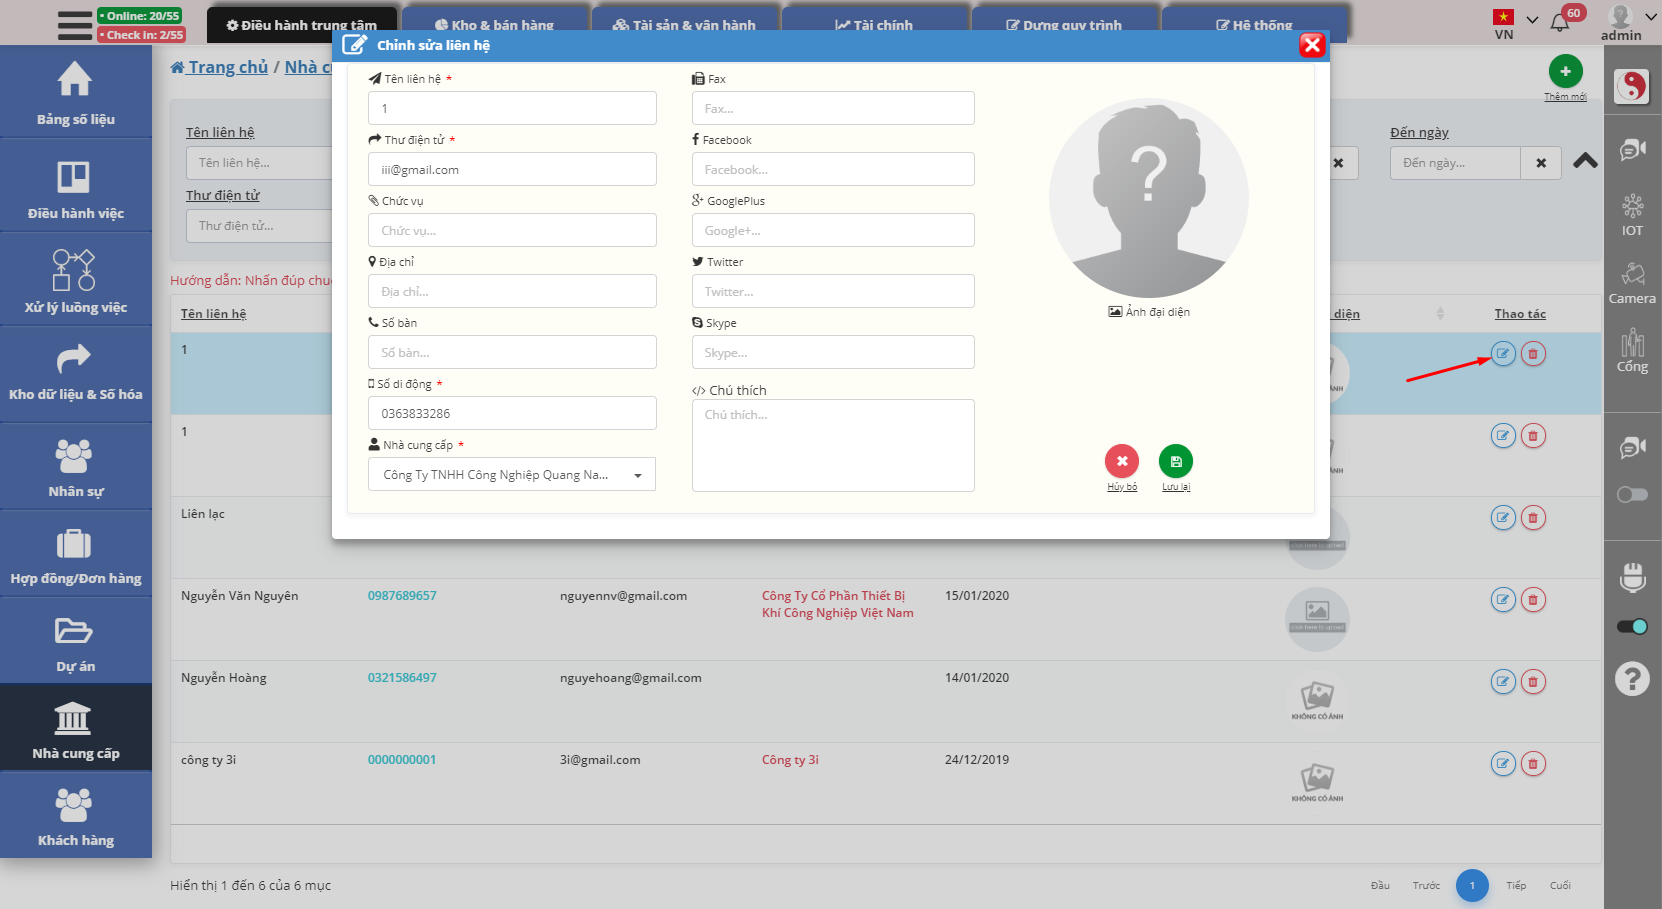 • Online: 20/55
• Check in: 2/55
Điều hành trung tâm
Kho & bán hàng
Tài sản & vận hành
Tài chính
Dựng quy trình
Hệ thống
VN
60
admin
Bảng số liệu
Điều hành việc
Xử lý luồng việc
Kho dữ liệu & Số hóa
Nhân sự
Hợp đồng/Đơn hàng
Dự án
Nhà cung cấp
Khách hàng
Trang chủ / Nhà c
Thêm mới
Tên liên hệ
Tên liên hệ...
Thư điện tử
Thư điện tử...
Đến ngày
Đến ngày...
Hướng dẫn: Nhấn đúp chuộ
Chỉnh sửa liên hệ
Tên liên hệ *
1
Thư điện tử *
iii@gmail.com
Chức vụ
Chức vụ...
Địa chỉ
Địa chỉ...
Số bàn
Số bàn...
Số di động *
0363833286
Nhà cung cấp *
Công Ty TNHH Công Nghiệp Quang Na...
Fax
Fax...
Facebook
Facebook...
GooglePlus
Google+...
Twitter
Twitter...
Skype
Skype...
Chú thích
Chú thích...
?
Ảnh đại diện
Hủy bỏ
Lưu lại
Tên liên hệ
diện
Thao tác
1
ẢNH
1
ẢNH
Liên lạc
click here to upload
Nguyễn Văn Nguyên
0987689657
nguyennv@gmail.com
Công Ty Cổ Phần Thiết Bị
Khí Công Nghiệp Việt Nam
15/01/2020
click here to upload
Nguyễn Hoàng
0321586497
nguyehoang@gmail.com
14/01/2020
KHÔNG CÓ ẢNH
công ty 3i
0000000001
3i@gmail.com
Công ty 3i
24/12/2019
KHÔNG CÓ ẢNH
Hiển thị 1 đến 6 của 6 mục
Đầu
Trước
1
Tiếp
Cuối
IOT
Camera
Cổng
?